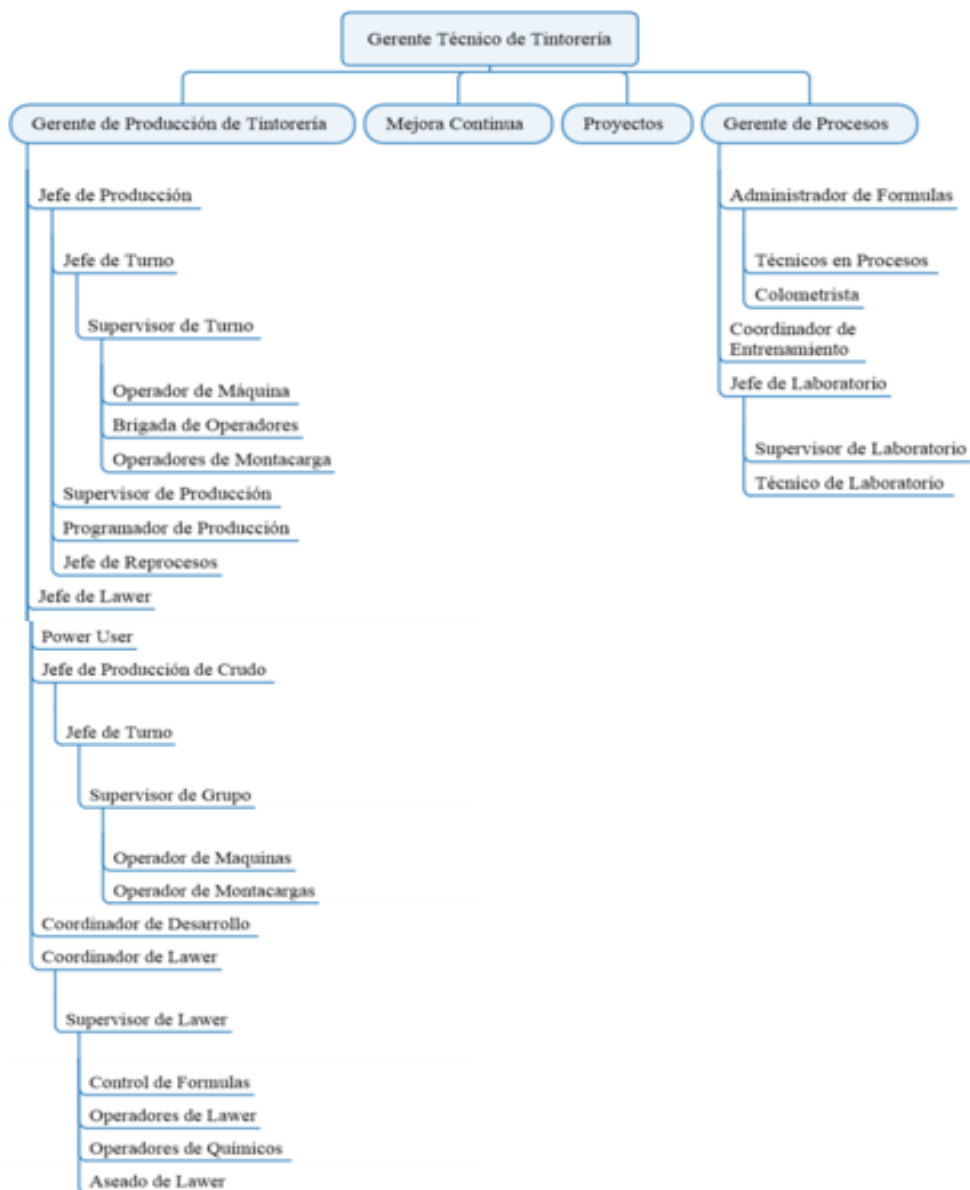 Gerente Técnico de Tintorería
Gerente de Producción de Tintorería
Mejora Continua
Proyectos
Gerente de Procesos
Jefe de Producción
Jefe de Turno
Supervisor de Turno
Operador de Máquina
Brigada de Operadores
Operadores de Montacarga
Supervisor de Producción
Programador de Producción
Jefe de Reprocesos
Jefe de Lawer
Power User
Jefe de Producción de Crudo
Jefe de Turno
Supervisor de Grupo
Operador de Maquinas
Operador de Montacargas
Coordinador de Desarrollo
Coordinador de Lawer
Supervisor de Lawer
Control de Formulas
Operadores de Lawer
Operadores de Químicos
Aseado de Lawer
Administrador de Formulas
Técnicos en Procesos
Colometrista
Coordinador de
Entrenamiento
Jefe de Laboratorio
Supervisor de Laboratorio
Técnico de Laboratorio